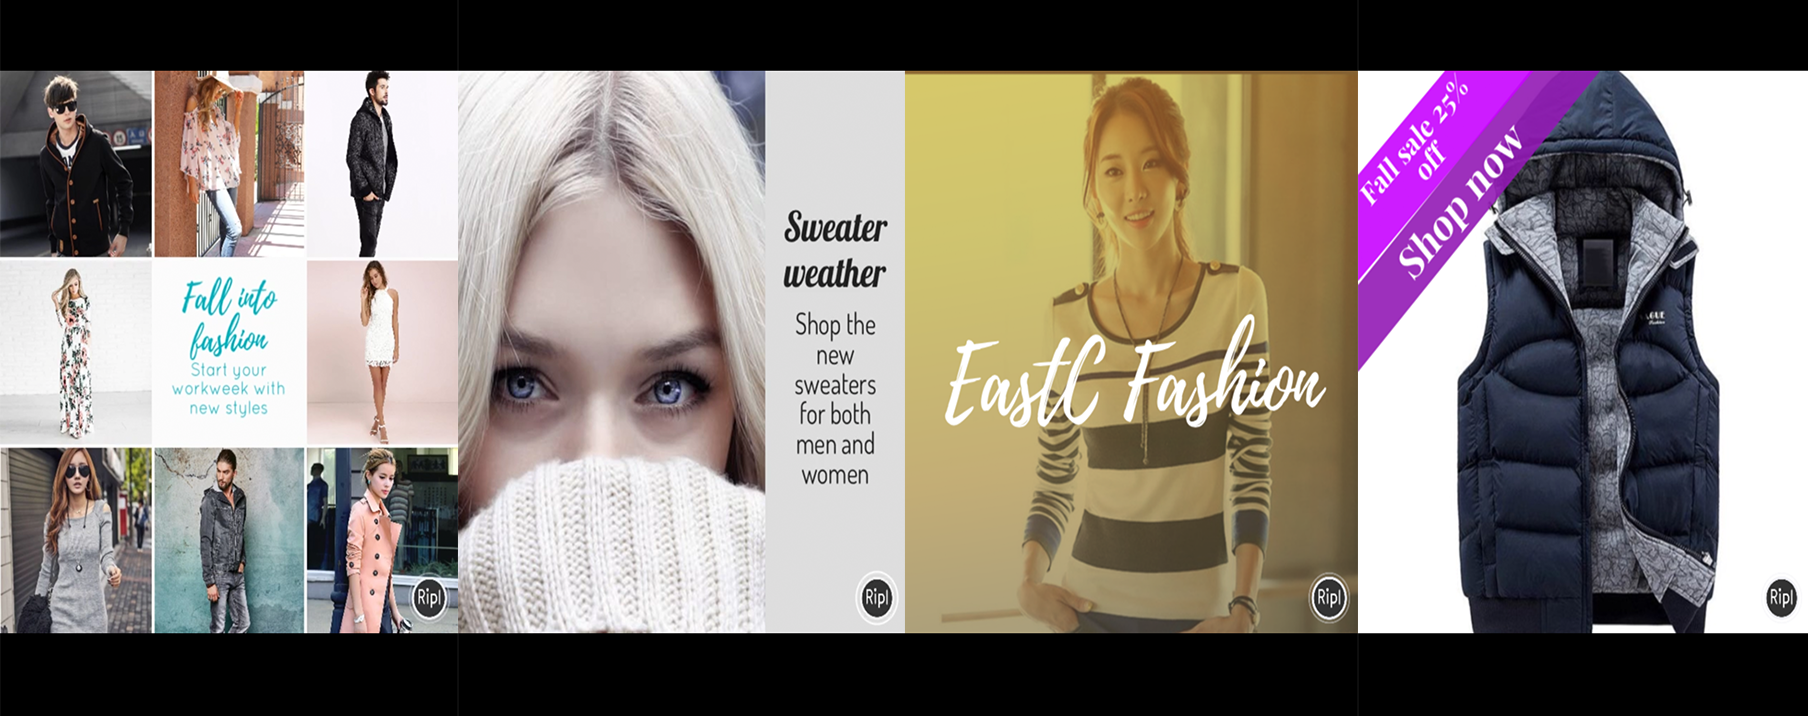 Fall into
fashion
Start your
workweek with
new styles
Ripl
Sweater
weather
Shop the
new
sweaters
for both
men and
women
Ripl
EastC Fashion
Ripl
Fall sale 25%
off
Shop now
Ripl